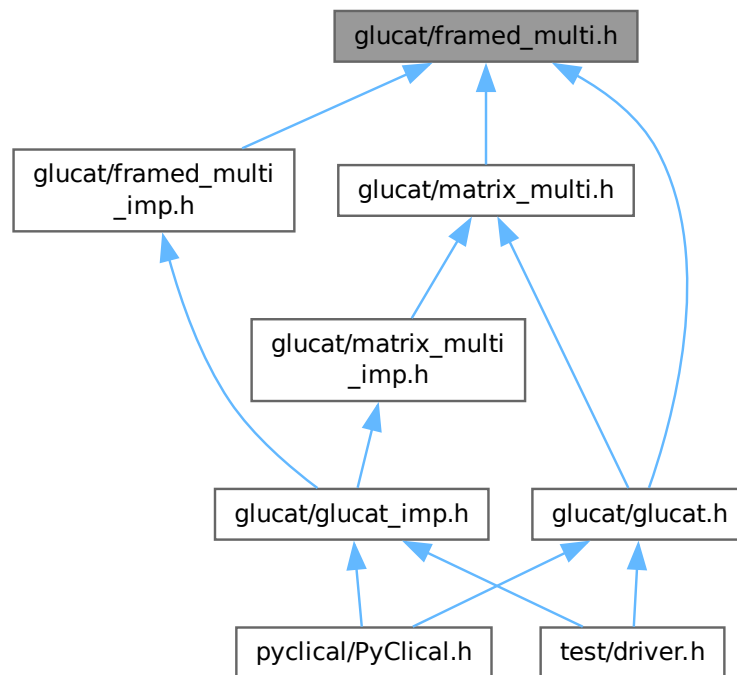 glucat/framed_multi.h
glucat/framed_multi
_imp.h
glucat/matrix_multi.h
glucat/matrix_multi
_imp.h
glucat/glucat_imp.h
glucat/glucat.h
pyclical/PyClical.h
test/driver.h